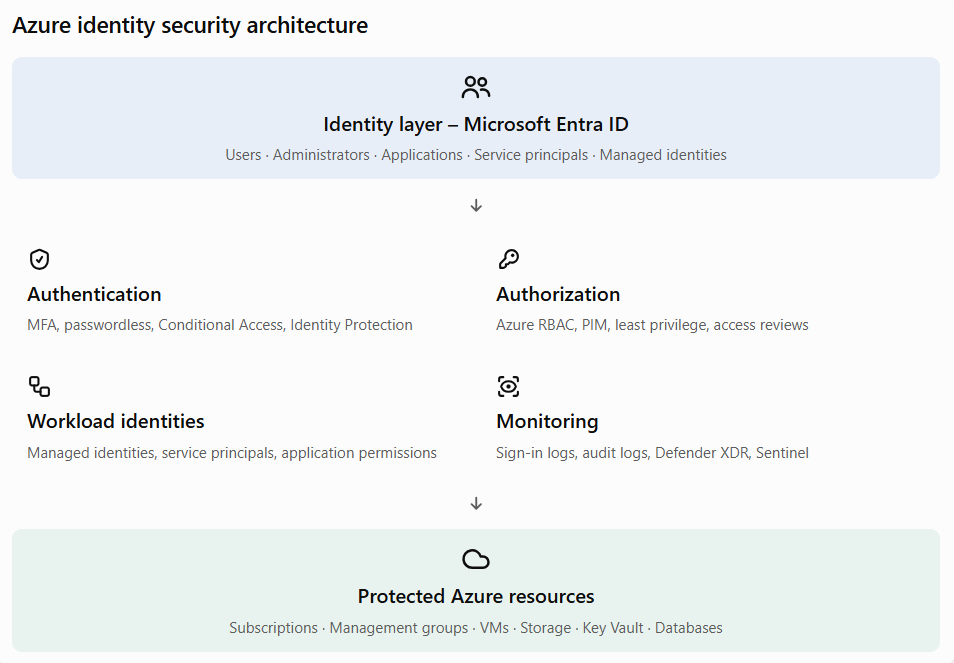 Azure identity security architecture
Identity layer – Microsoft Entra ID
Users · Administrators · Applications · Service principals · Managed identities
Authentication
MFA, passwordless, Conditional Access, Identity Protection
Authorization
Azure RBAC, PIM, least privilege, access reviews
Workload identities
Managed identities, service principals, application permissions
Monitoring
Sign-in logs, audit logs, Defender XDR, Sentinel
Protected Azure resources
Subscriptions · Management groups · VMs · Storage · Key Vault · Databases